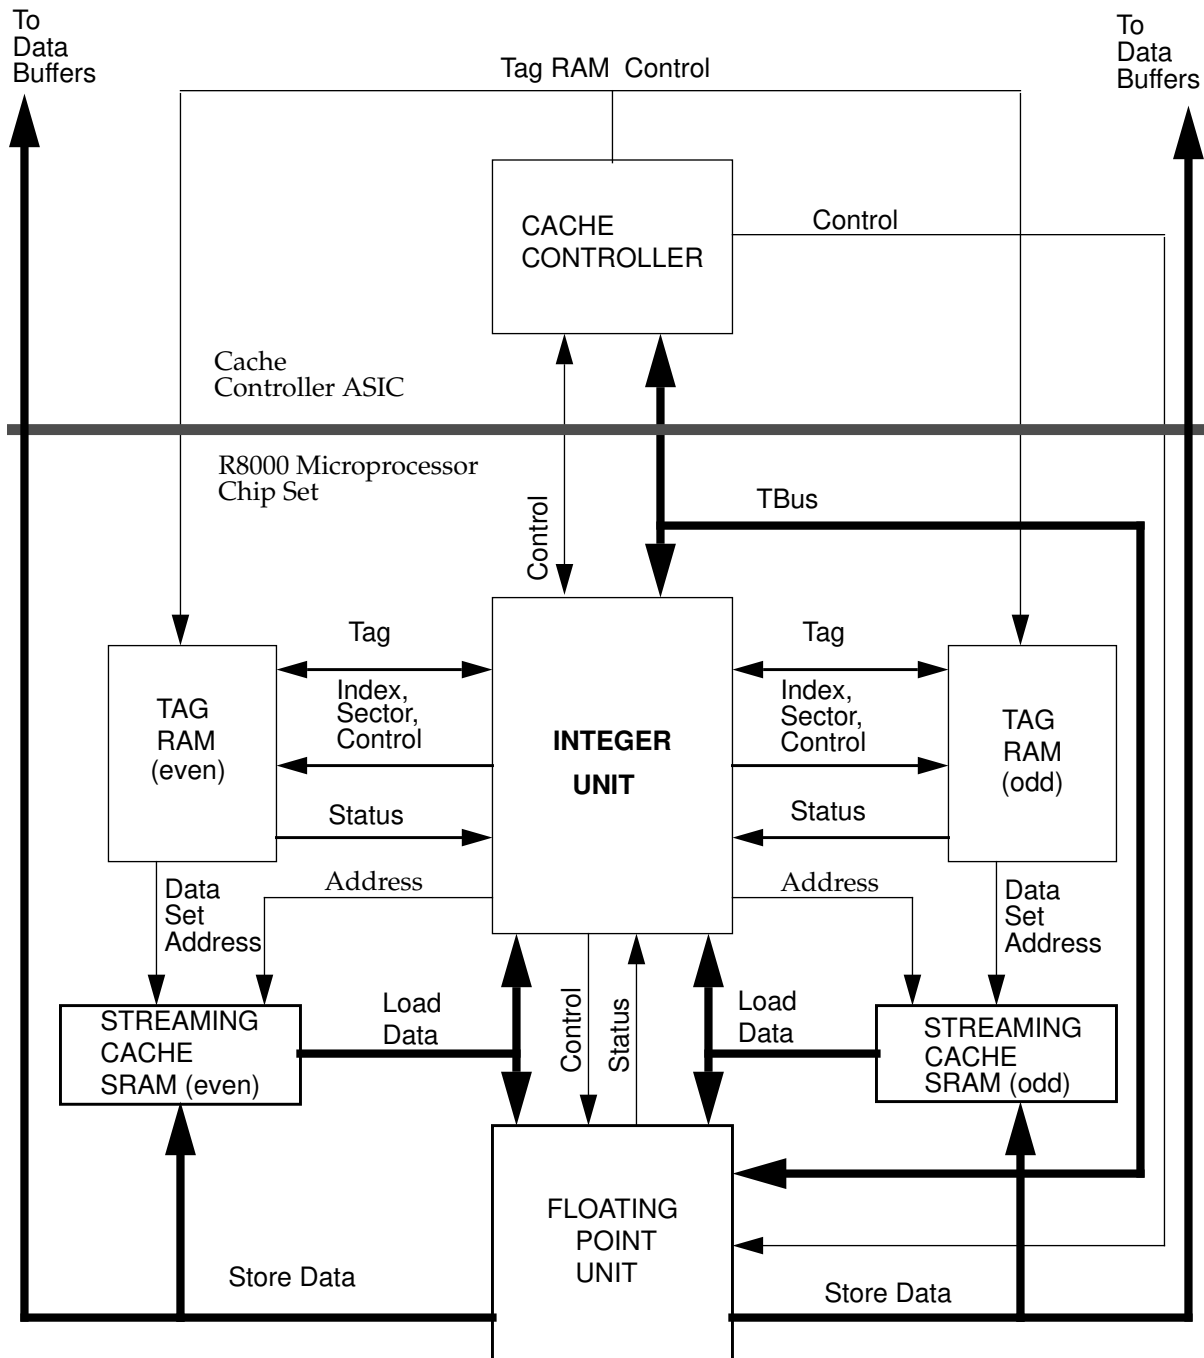 To
Data
Buffers
To
Data
Buffers
Tag RAM Control
CACHE
CONTROLLER
Control
Cache
Controller ASIC
R8000 Microprocessor
Chip Set
Control
TBus
Tag
Index,
Sector,
Control
Status
TAG
RAM
(even)
INTEGER
UNIT
Tag
Index,
Sector,
Control
Status
TAG
RAM
(odd)
Address
Data
Set
Address
Address
Data
Set
Address
STREAMING
CACHE
SRAM (even)
Load
Data
Control
Status
Load
Data
STREAMING
CACHE
SRAM (odd)
FLOATING
POINT
UNIT
Store Data
Store Data